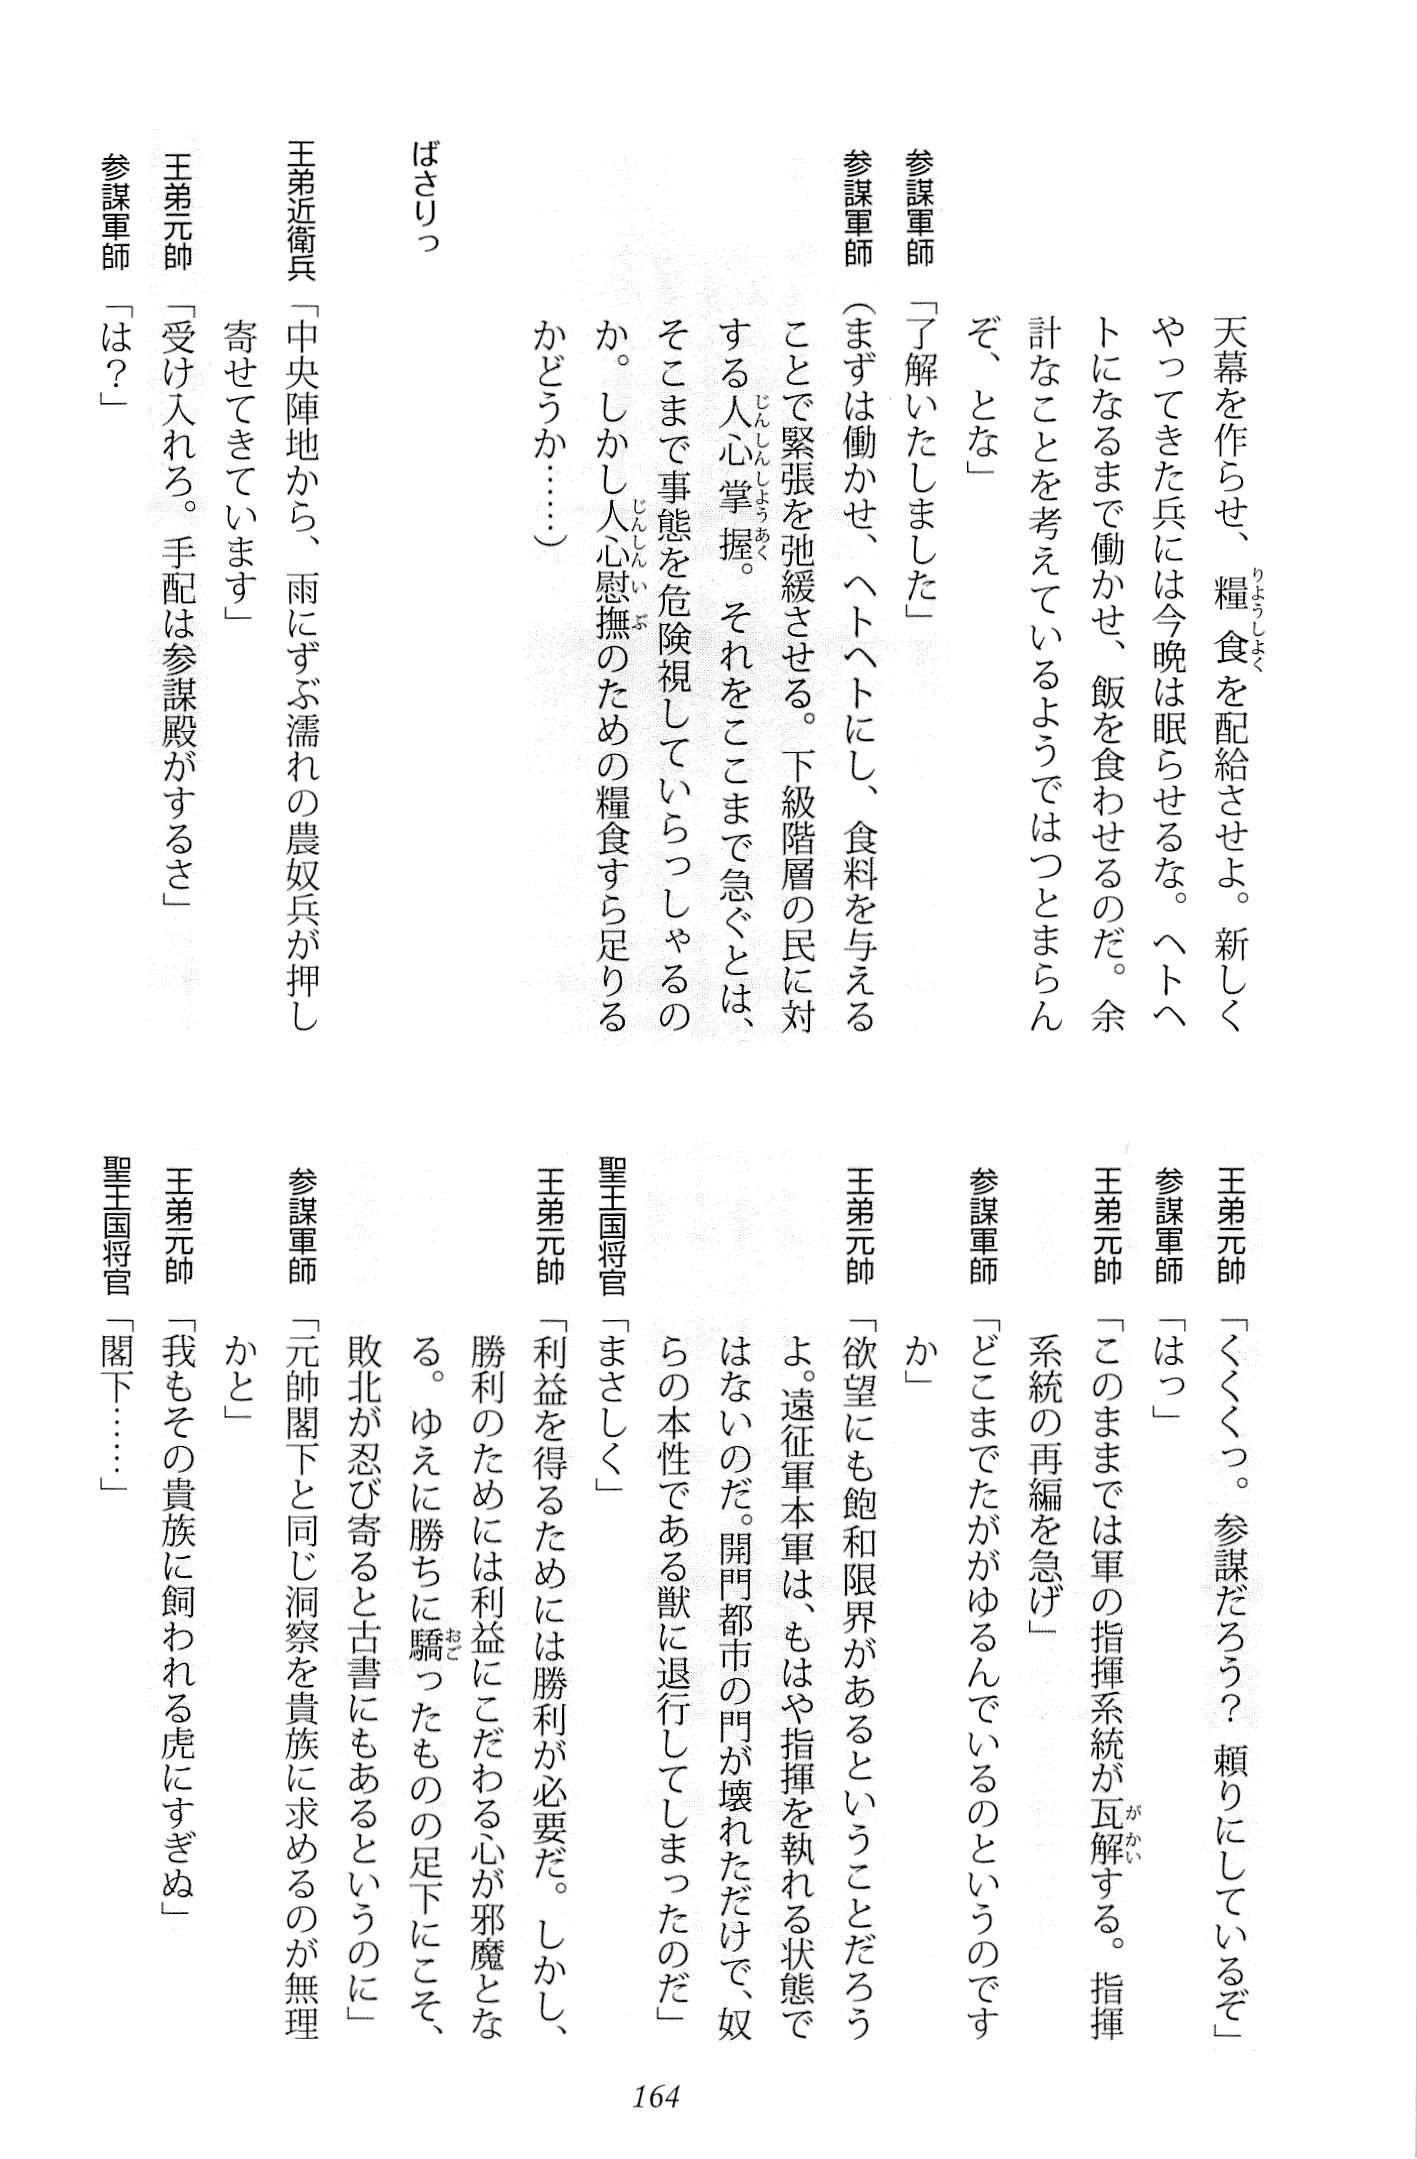 天幕を作らせ、糧食を配給させよ。新しく
やってきた兵には今晩は眠らせるな。ヘトヘ
トになるまで働かせ、飯を食わせるのだ。余
計なことを考えているようではつとまらん
ぞ、とな」
参謀軍師「了解いたしました」
参謀軍師（まずは働かせ、ヘトヘトにし、食料を与える
ことで緊張を弛緩させる。下級階層の民に対
する人心掌握。それをここまで急ぐとは、
そこまで事態を危険視していらっしゃるの
か。しかし人心慰撫のための糧食すら足りる
かどうか……）
ばさりっ
王弟近衛兵「中央陣地から、雨にずぶ濡れの農奴兵が押し
寄せてきています」
王弟元帥「受け入れろ。手配は参謀殿がするさ」
参謀軍師「は？」
王弟元帥「くくくっ。参謀だろう？　頼りにしているぞ」
参謀軍師「はっ」
王弟元帥「このままでは軍の指揮系統が瓦解する。指揮
系統の再編を急げ」
参謀軍師「どこまでたががゆるんでいるのというのです
か」
王弟元帥「欲望にも飽和限界があるということだろう
よ。遠征軍本軍は、もはや指揮を執れる状態で
はないのだ。開門都市の門が壊れただけで、奴
らの本性である獣に退行してしまったのだ」
聖王国将官「まさしく」
王弟元帥「利益を得るためには勝利が必要だ。しかし、
勝利のためには利益にこだわる心が邪魔とな
る。ゆえに勝ちに驕ったものの足下にこそ、
敗北が忍び寄ると古書にもあるというのに」
参謀軍師「元帥閣下と同じ洞察を貴族に求めるのが無理
かと」
王弟元帥「我もその貴族に飼われる虎にすぎぬ」
聖王国将官「閣下……」
164